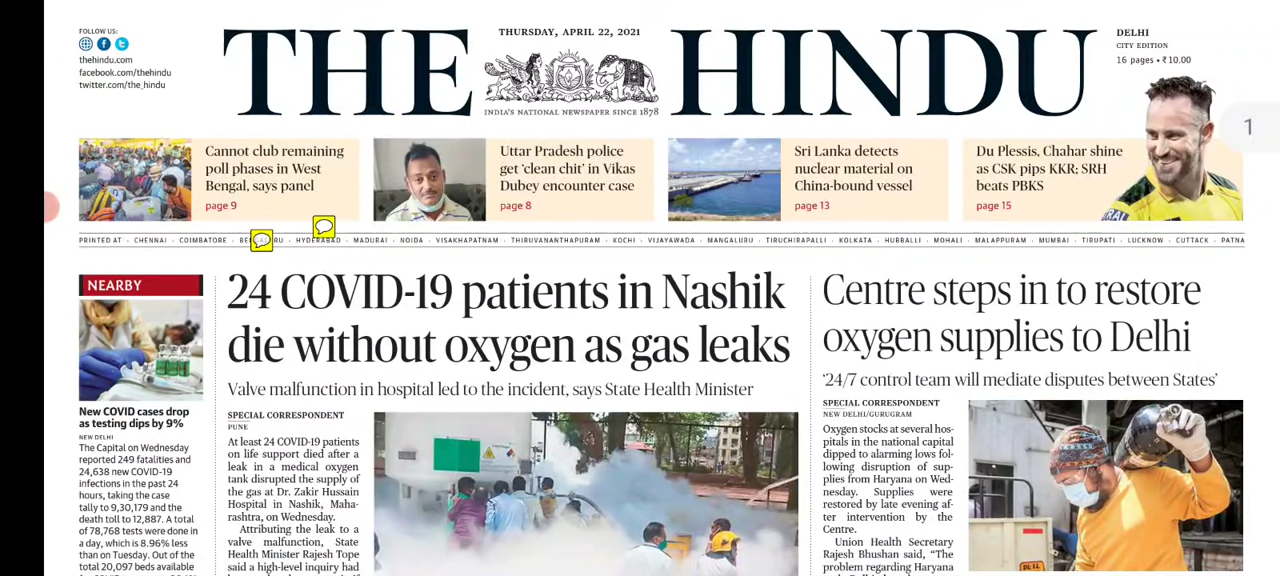 FOLLOW US:
thehindu.com
facebook.com/thehindu
twitter.com/the_hindu
THE HINDU
THURSDAY, APRIL 22, 2021
INDIA'S NATIONAL NEWSPAPER SINCE 1878
DELHI
CITY EDITION
16 pages • ₹10.00
1
Cannot club remaining
poll phases in West
Bengal, says panel
page 9
Uttar Pradesh police
get ‘clean chit’ in Vikas
Dubey encounter case
page 8
Sri Lanka detects
nuclear material on
China-bound vessel
page 13
Du Plessis, Chahar shine
as CSK pips KKR; SRH
beats PBKS
page 15
PRINTED AT · CHENNAI · COIMBATORE · BENGALURU · HYDERABAD · MADURAI · NOIDA · VISAKHAPATNAM · THIRUVANANTHAPURAM · KOCHI · VIJAYAWADA · MANGALURU · TIRUCHIRAPALLI · KOLKATA · HUBBALLI · MOHALI · MALAPPURAM · MUMBAI · TIRUPATI · LUCKNOW · CUTTACK · PATNA
NEARBY
New COVID cases drop
as testing dips by 9%
NEW DELHI
The Capital on Wednesday
reported 249 fatalities and
24,638 new COVID-19
infections in the past 24
hours, taking the case
tally to 9,30,179 and the
death toll to 12,887. A total
of 78,768 tests were done in
a day, which is 8.96% less
than on Tuesday. Out of the
total 20,097 beds available
24 COVID-19 patients in Nashik
die without oxygen as gas leaks
Valve malfunction in hospital led to the incident, says State Health Minister
SPECIAL CORRESPONDENT
PUNE
At least 24 COVID-19 patients
on life support died after a
leak in a medical oxygen
tank disrupted the supply of
the gas at Dr. Zakir Hussain
Hospital in Nashik, Maha-
rashtra, on Wednesday.
Attributing the leak to a
valve malfunction, State
Health Minister Rajesh Tope
said a high-level inquiry had
Centre steps in to restore
oxygen supplies to Delhi
‘24/7 control team will mediate disputes between States’
SPECIAL CORRESPONDENT
NEW DELHI/GURUGRAM
Oxygen stocks at several hos-
pitals in the national capital
dipped to alarming lows fol-
lowing disruption of sup-
plies from Haryana on Wed-
nesday. Supplies were
restored by late evening af-
ter intervention by the
Centre.
Union Health Secretary
Rajesh Bhushan said, “The
problem regarding Haryana